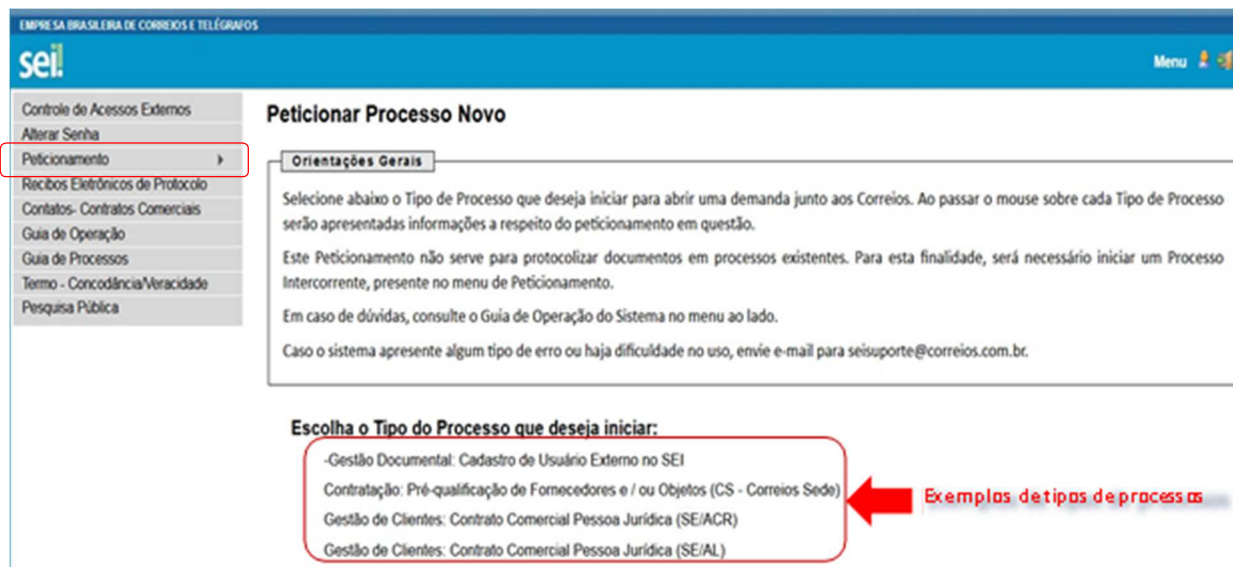 EMPRESA BRASILEIRA DE CORREIOS E TELÉGRAFOS
sei!
Menu
Controle de Acessos Externos
Alterar Senha
Peticionamento
Recibos Eletrônicos de Protocolo
Contatos- Contratos Comerciais
Guia de Operação
Guia de Processos
Termo - Concodância/Veracidade
Pesquisa Pública
Peticionar Processo Novo
Orientações Gerais
Selecione abaixo o Tipo de Processo que deseja iniciar para abrir uma demanda junto aos Correios. Ao passar o mouse sobre cada Tipo de Processo
serão apresentadas informações a respeito do peticionamento em questão.
Este Peticionamento não serve para protocolizar documentos em processos existentes. Para esta finalidade, será necessário iniciar um Processo
Intercorrente, presente no menu de Peticionamento.
Em caso de dúvidas, consulte o Guia de Operação do Sistema no menu ao lado.
Caso o sistema apresente algum tipo de erro ou haja dificuldade no uso, envie e-mail para seisuporte@correios.com.br.
Escolha o Tipo do Processo que deseja iniciar:
-Gestão Documental: Cadastro de Usuário Externo no SEI
Contratação: Pré-qualificação de Fornecedores e / ou Objetos (CS - Correios Sede)
Gestão de Clientes: Contrato Comercial Pessoa Jurídica (SE/ACR)
Gestão de Clientes: Contrato Comercial Pessoa Jurídica (SE/AL)
Exemplos de tipos de processos